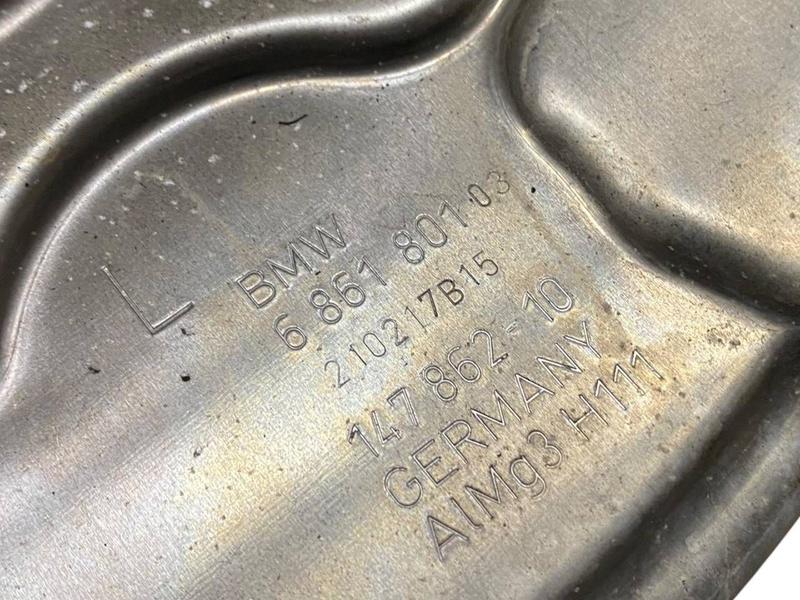 L
BMW
6 861 801-03
210217B15
147 862-10
GERMANY
AlMg3 H111